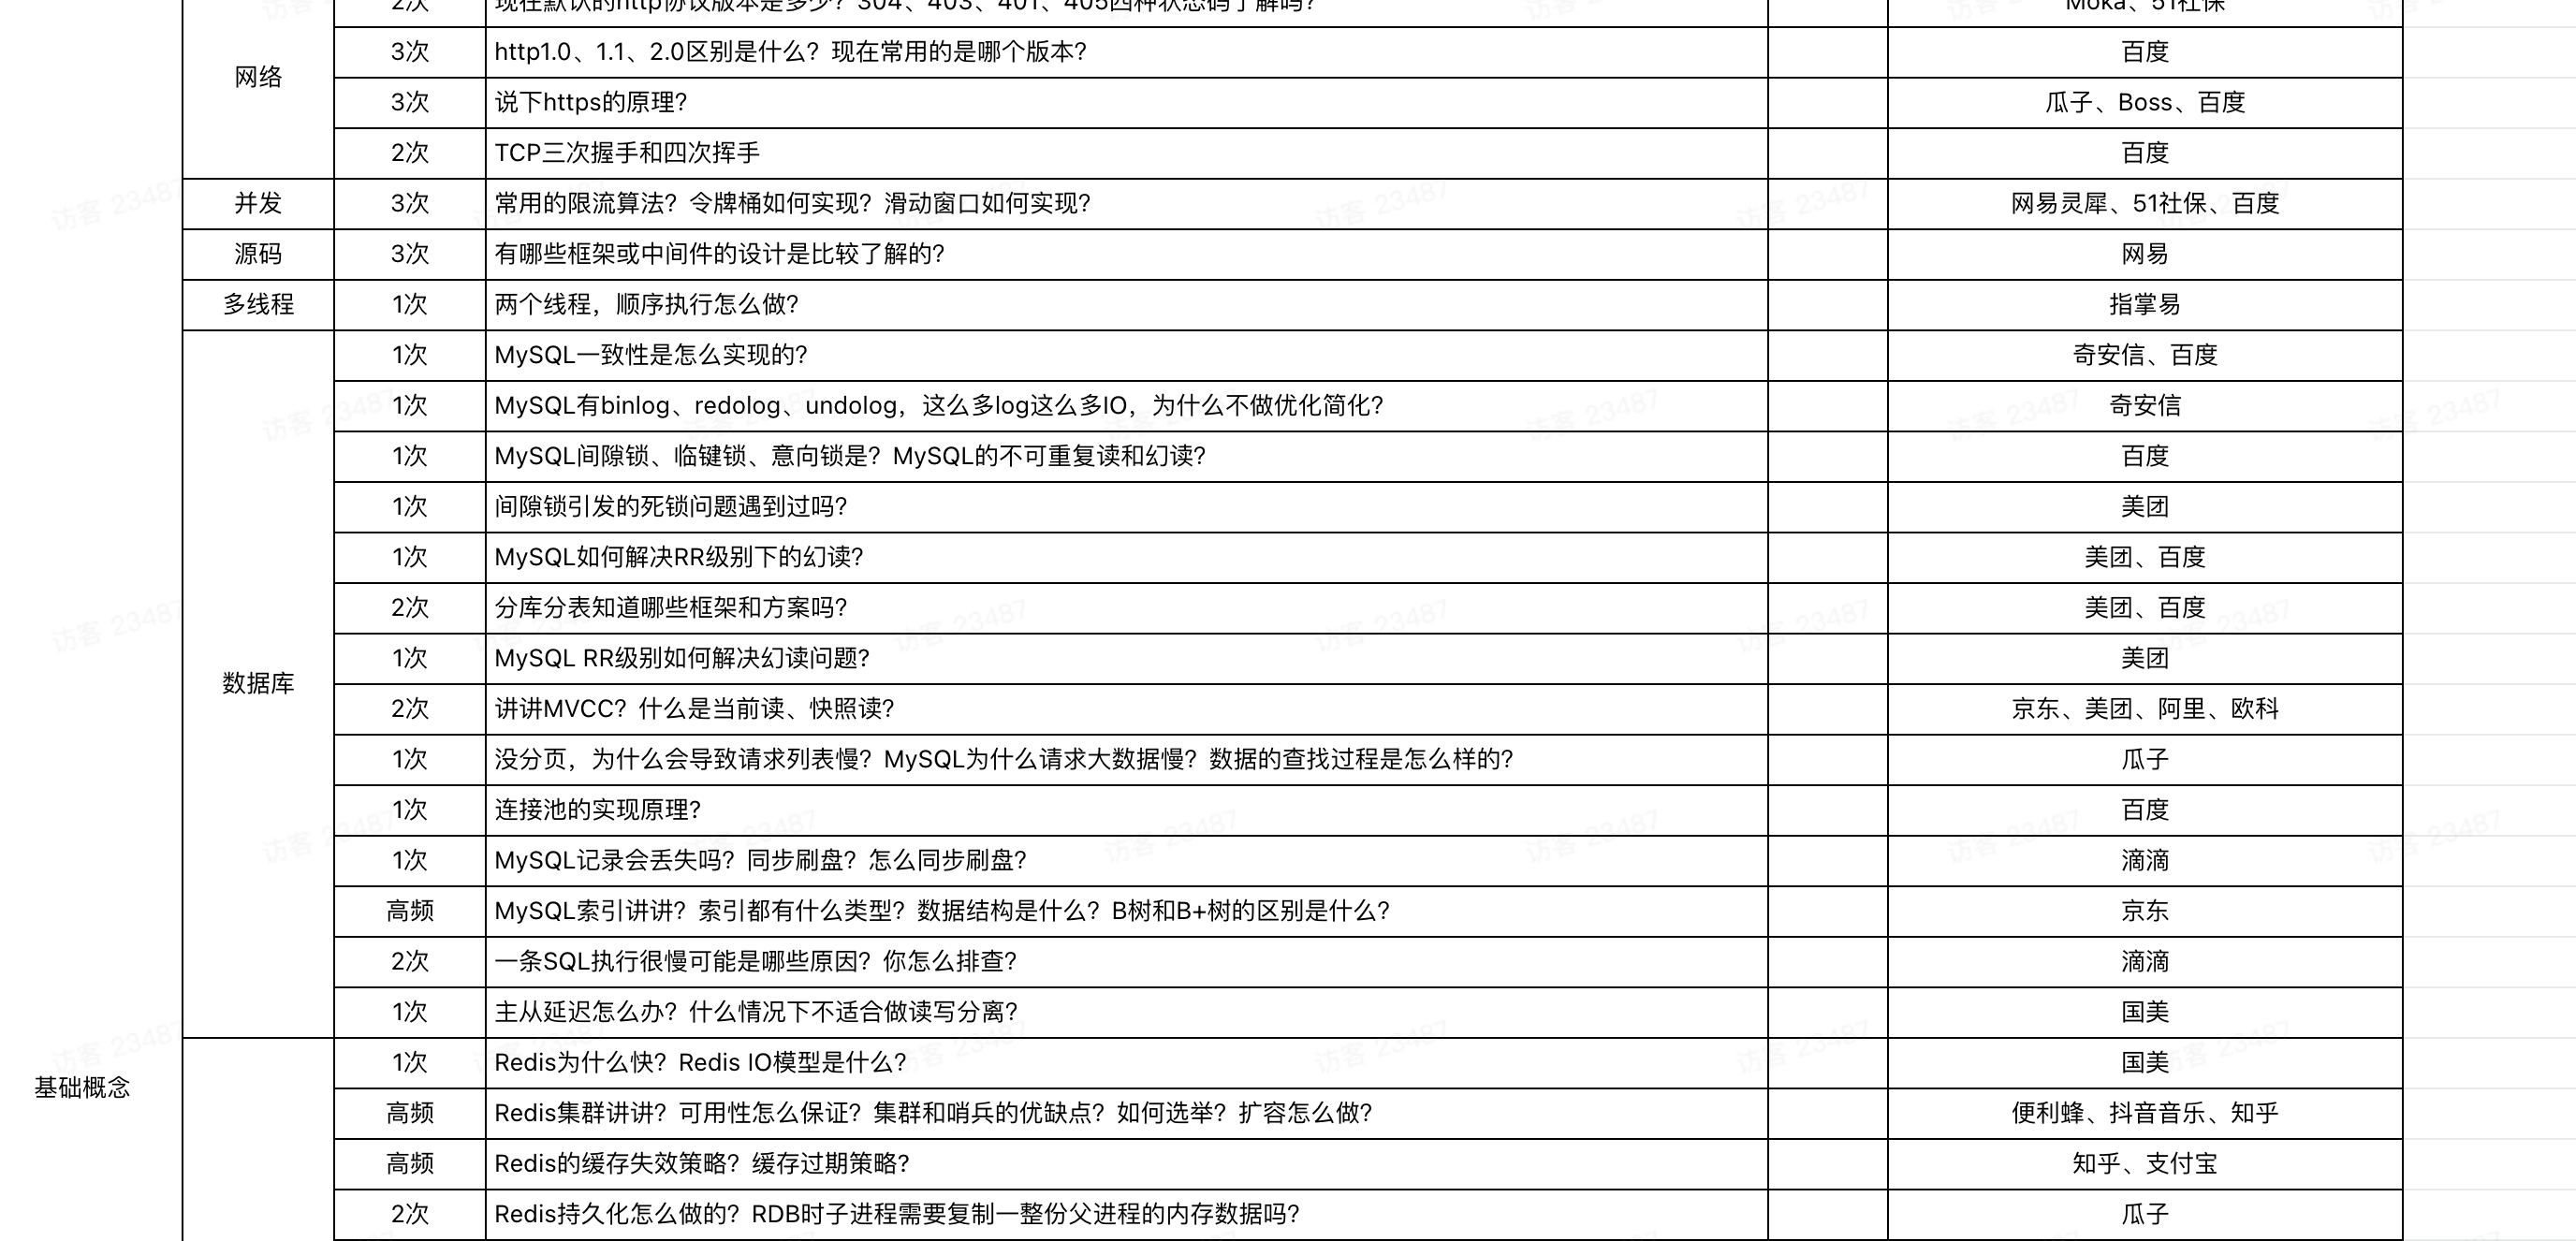 2次 现在默认的http协议版本是多少？304、403、401、405四种状态码了解吗？ Moka、51社保
网络
3次 http1.0、1.1、2.0区别是什么？现在常用的是哪个版本？ 百度
3次 说下https的原理？ 瓜子、Boss、百度
2次 TCP三次握手和四次挥手 百度
并发 3次 常用的限流算法？令牌桶如何实现？滑动窗口如何实现？ 网易灵犀、51社保、百度
源码 3次 有哪些框架或中间件的设计是比较了解的？ 网易
多线程 1次 两个线程，顺序执行怎么做？ 指掌易
数据库
1次 MySQL一致性是怎么实现的？ 奇安信、百度
1次 MySQL有binlog、redolog、undolog，这么多log这么多IO，为什么不做优化简化？ 奇安信
1次 MySQL间隙锁、临键锁、意向锁是？MySQL的不可重复读和幻读？ 百度
1次 间隙锁引发的死锁问题遇到过吗？ 美团
1次 MySQL如何解决RR级别下的幻读？ 美团、百度
2次 分库分表知道哪些框架和方案吗？ 美团、百度
1次 MySQL RR级别如何解决幻读问题？ 美团
2次 讲讲MVCC？什么是当前读、快照读？ 京东、美团、阿里、欧科
1次 没分页，为什么会导致请求列表慢？MySQL为什么请求大数据慢？数据的查找过程是怎么样的？ 瓜子
1次 连接池的实现原理？ 百度
1次 MySQL记录会丢失吗？同步刷盘？怎么同步刷盘？ 滴滴
高频 MySQL索引讲讲？索引都有什么类型？数据结构是什么？B树和B+树的区别是什么？ 京东
2次 一条SQL执行很慢可能是哪些原因？你怎么排查？ 滴滴
1次 主从延迟怎么办？什么情况下不适合做读写分离？ 国美
基础概念
1次 Redis为什么快？Redis IO模型是什么？ 国美
高频 Redis集群讲讲？可用性怎么保证？集群和哨兵的优缺点？如何选举？扩容怎么做？ 便利蜂、抖音音乐、知乎
高频 Redis的缓存失效策略？缓存过期策略？ 知乎、支付宝
2次 Redis持久化怎么做的？RDB时子进程需要复制一整份父进程的内存数据吗？ 瓜子
访客 23487